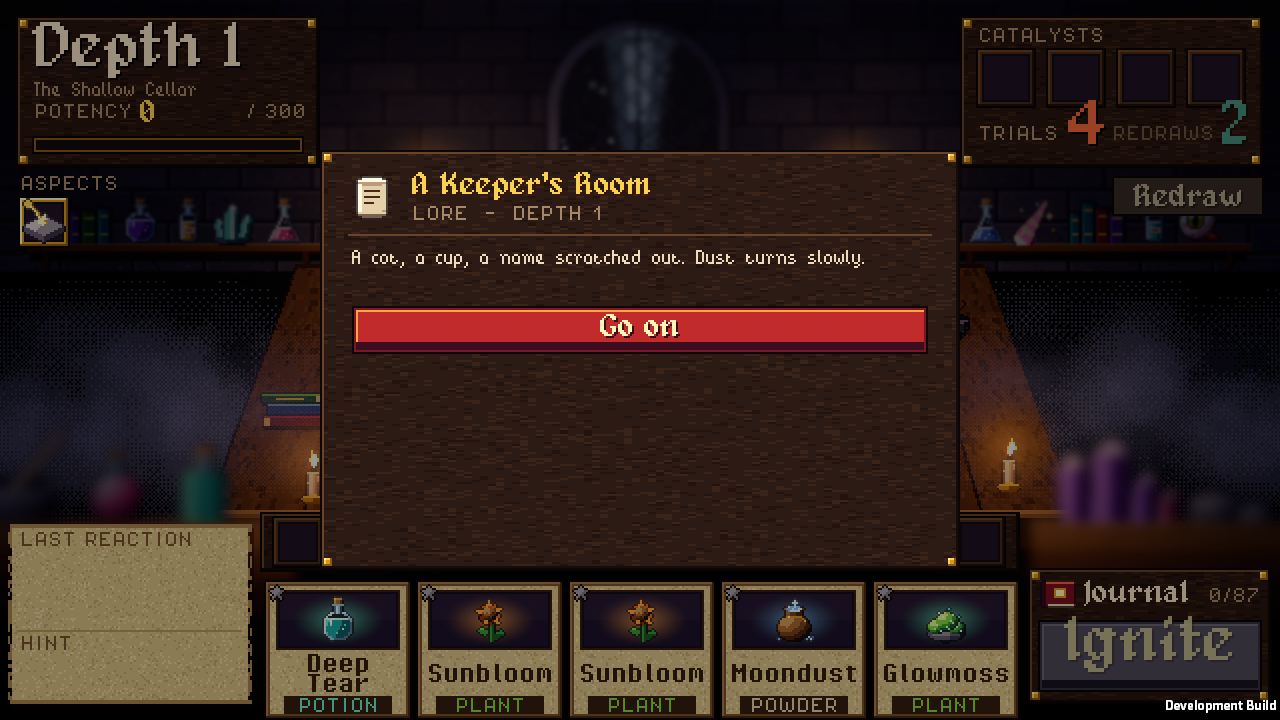 Depth 1
The Shallow Cellar
POTENCY 0 / 300
ASPECTS
CATALYSTS
TRIALS 4 REDRAWS 2
Redraw
A Keeper's Room
LORE - DEPTH 1
A cot, a cup, a name scratched out. Dust turns slowly.
Go on
LAST REACTION
HINT
Deep
Tear
POTION
Sunbloom
PLANT
Sunbloom
PLANT
Moondust
POWDER
Glowmoss
PLANT
Journal 0/87
Ignite
Development Build